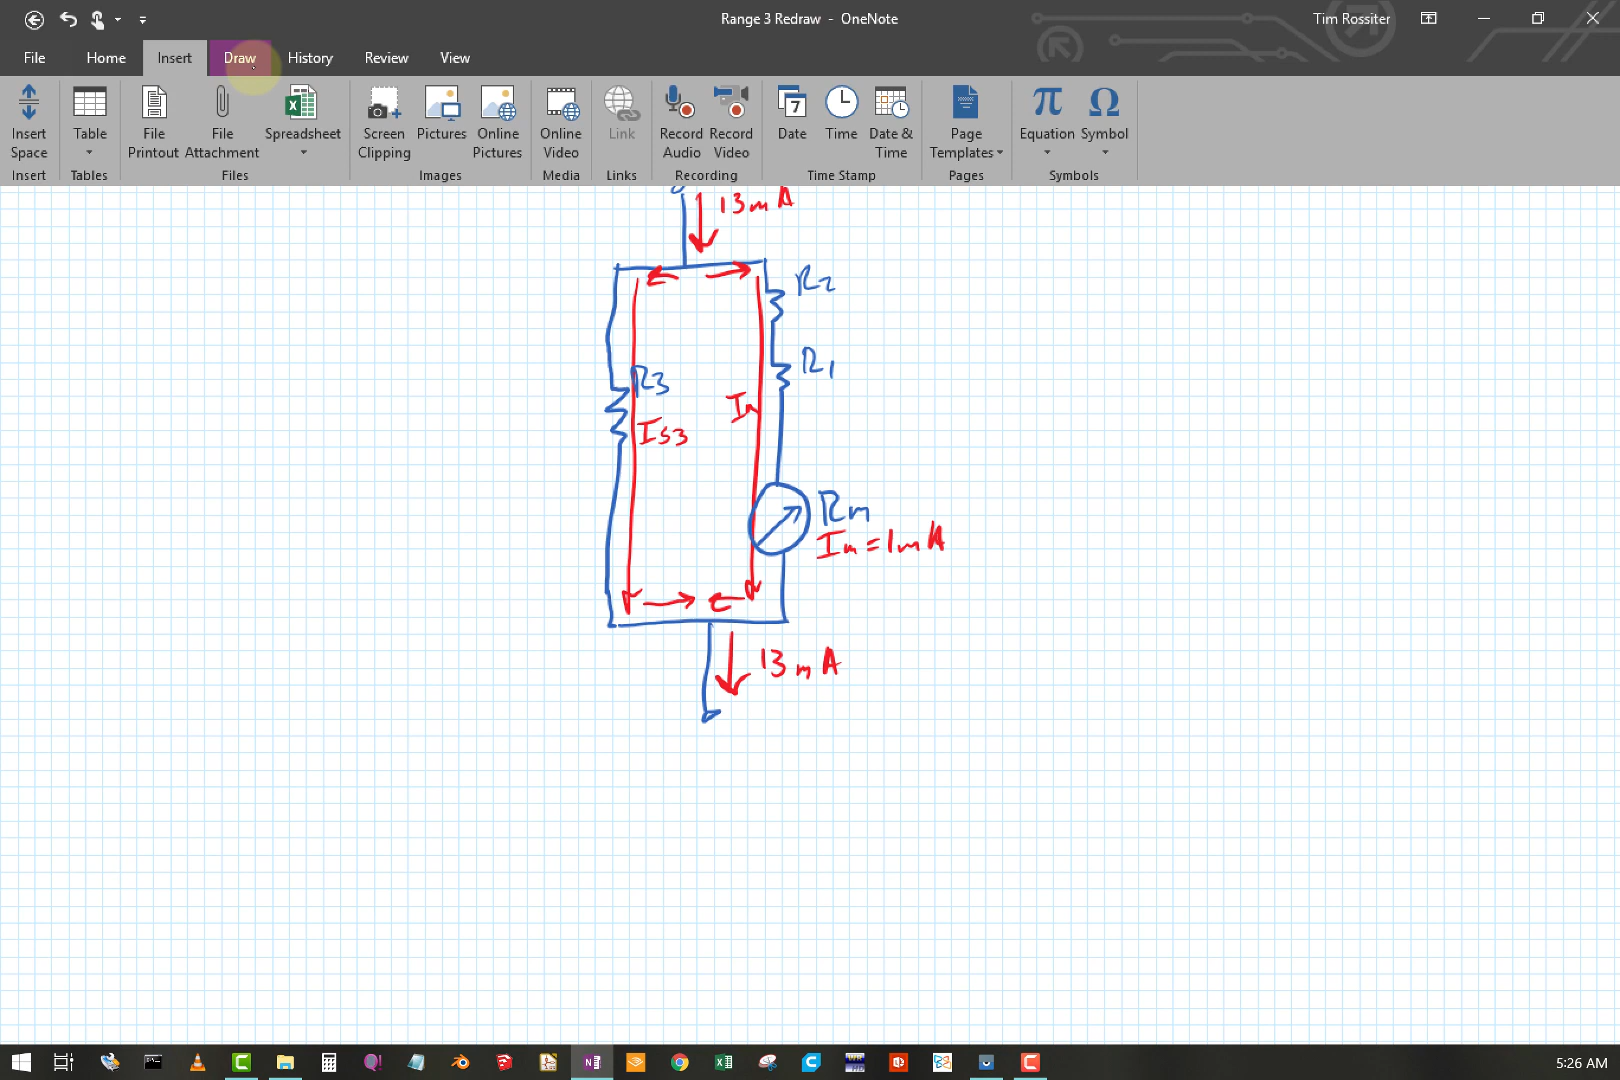 Range 3 Redraw - OneNote
Tim Rossiter
File Home Insert Draw History Review View
Insert Space
Table
File Printout
File Attachment
Spreadsheet
Screen Clipping
Pictures
Online Pictures
Online Video
Link
Record Audio
Record Video
7
Date
Time
Date & Time
Page Templates
π
Equation
Ω
Symbol
Insert Tables Files Images Media Links Recording Time Stamp Pages Symbols
13mA
R2
R1
R3
Im
Is3
Rm
Im = 1mA
13mA
5:26 AM